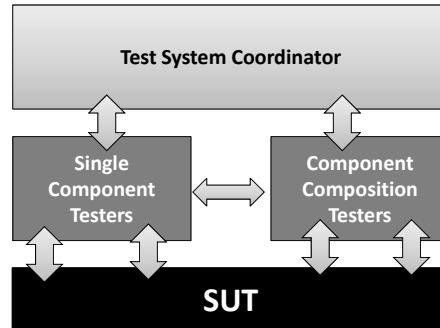 Test System Coordinator
Single
Component
Testers
Component
Composition
Testers
SUT